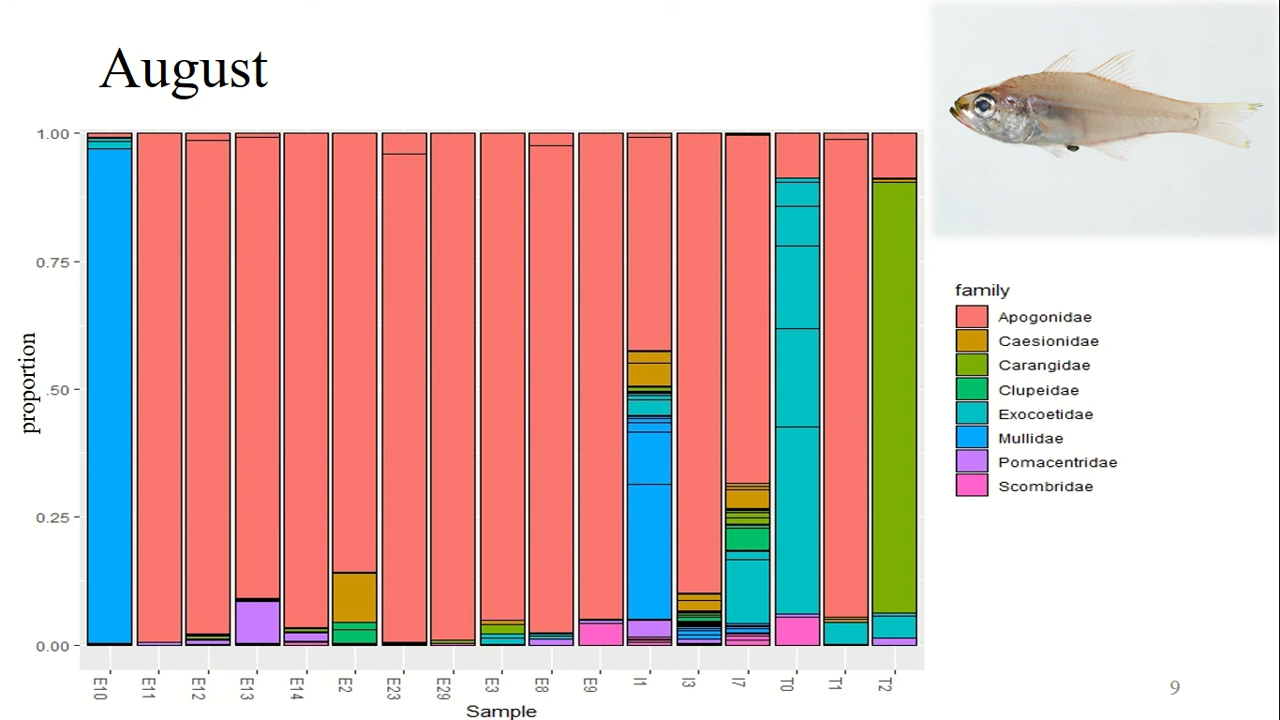 August
1.00
0.75
.50
0.25
0.00
proportion
E10 E11 E12 E13 E14 E2 E23 E29 E3 E8 E9 I1 I3 I7 T0 T1 T2
Sample
family
Apogonidae
Caesionidae
Carangidae
Clupeidae
Exocoetidae
Mullidae
Pomacentridae
Scombridae
9